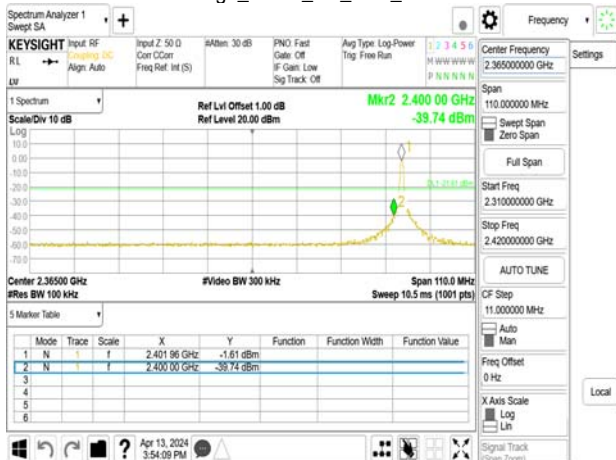 Spectrum Analyzer 1
Swept SA
+
Frequency
KEYSIGHT
RL
Input: RF
Coupling: DC
Align: Auto
Input Z: 50 Ω
Corr CCorr
Freq Ref: Int (S)
#Atten: 30 dB
PNO: Fast
Gate: Off
IF Gain: Low
Sig Track: Off
Avg Type: Log-Power
Trig: Free Run
1 2 3 4 5 6
M W W W W W
P N N N N N
1 Spectrum
Scale/Div 10 dB
Ref Lvl Offset 1.00 dB
Ref Level 20.00 dBm
Mkr2 2.400 00 GHz
-39.74 dBm
Log
10.0
0.00
-10.0
-20.0
-30.0
-40.0
-50.0
-60.0
-70.0
1
DL1 -21.61 dBm
2
Center 2.36500 GHz
#Res BW 100 kHz
#Video BW 300 kHz
Span 110.0 MHz
Sweep 10.5 ms (1001 pts)
5 Marker Table
Mode Trace Scale X Y Function Function Width Function Value
1 N 1 f 2.401 96 GHz -1.61 dBm
2 N 1 f 2.400 00 GHz -39.74 dBm
3
4
5
6
?
Apr 13, 2024
3:54:09 PM
Center Frequency
2.365000000 GHz
Settings
Span
110.000000 MHz
Swept Span
Zero Span
Full Span
Start Freq
2.310000000 GHz
Stop Freq
2.420000000 GHz
AUTO TUNE
CF Step
11.000000 MHz
Auto
Man
Freq Offset
0 Hz
X Axis Scale
Log
Lin
Local
Signal Track
(Span Zoom)